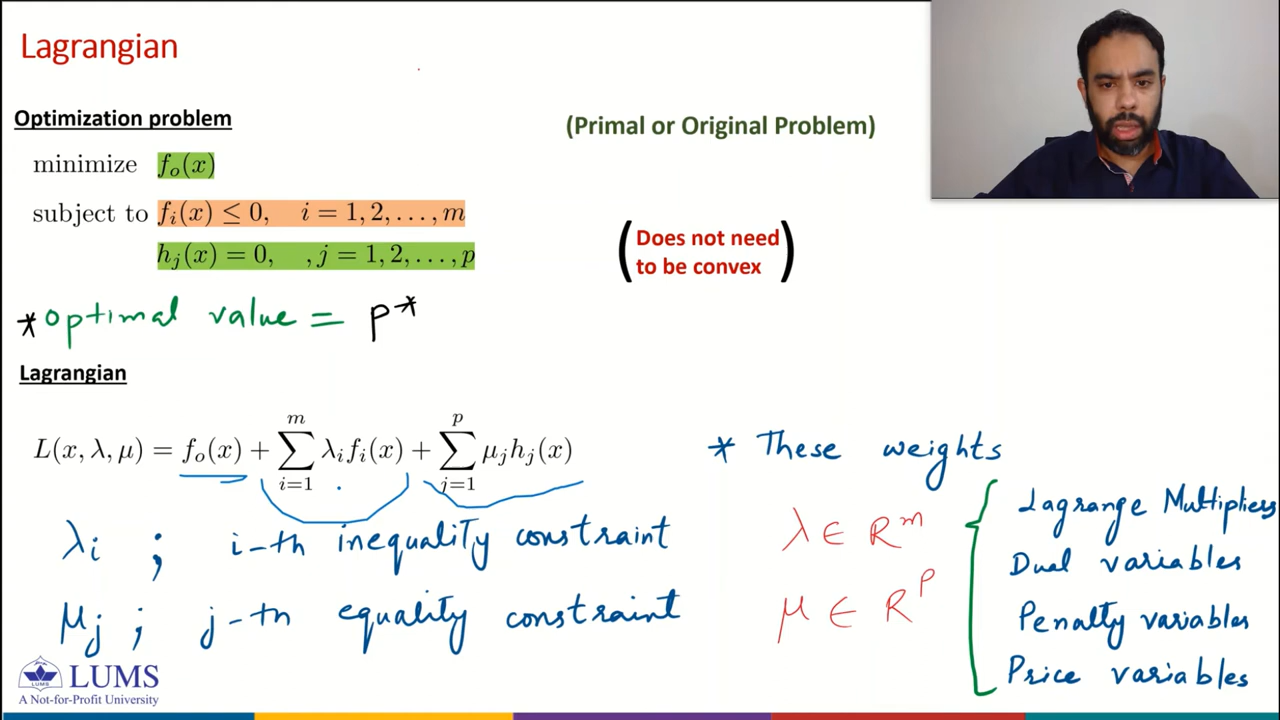 Lagrangian
Optimization problem
(Primal or Original Problem)
minimize f_o(x)
subject to f_i(x) ≤ 0, i = 1, 2, . . . , m
h_j(x) = 0, , j = 1, 2, . . . , p
(Does not need
to be convex)
* optimal value = p*
Lagrangian
L(x, λ, μ) = f_o(x) + ∑_{i=1}^{m} λ_i f_i(x) + ∑_{j=1}^{p} μ_j h_j(x)
λ_i ; i-th inequality constraint
μ_j ; j-th equality constraint
* These weights
λ ∈ R^m
μ ∈ R^p
{ Lagrange Multipliers
Dual variables
Penalty variables
Price variables
LUMS
LUMS
A Not-for-Profit University